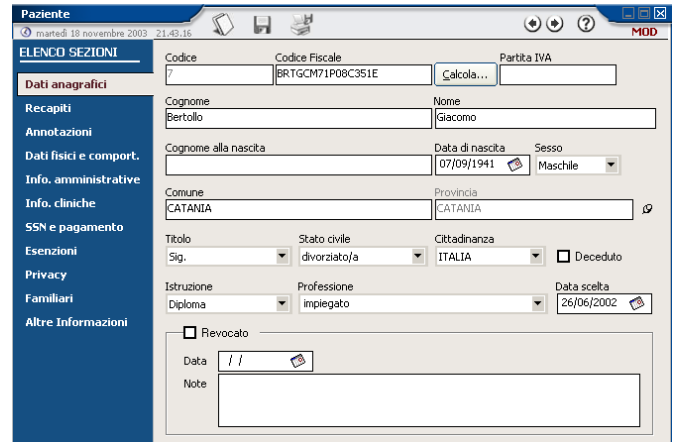 Paziente
martedì 18 novembre 2003 21.43.16
MOD
ELENCO SEZIONI
Dati anagrafici
Recapiti
Annotazioni
Dati fisici e comport.
Info. amministrative
Info. cliniche
SSN e pagamento
Esenzioni
Privacy
Familiari
Altre Informazioni
Codice Codice Fiscale Partita IVA
7 BRTGCM71P08C351E Calcola...
Cognome Nome
Bertollo Giacomo
Cognome alla nascita Data di nascita Sesso
07/09/1941 Maschile
Comune Provincia
CATANIA CATANIA
Titolo Stato civile Cittadinanza
Sig. divorziato/a ITALIA Deceduto
Istruzione Professione Data scelta
Diploma impiegato 26/06/2002
Revocato
Data / /
Note